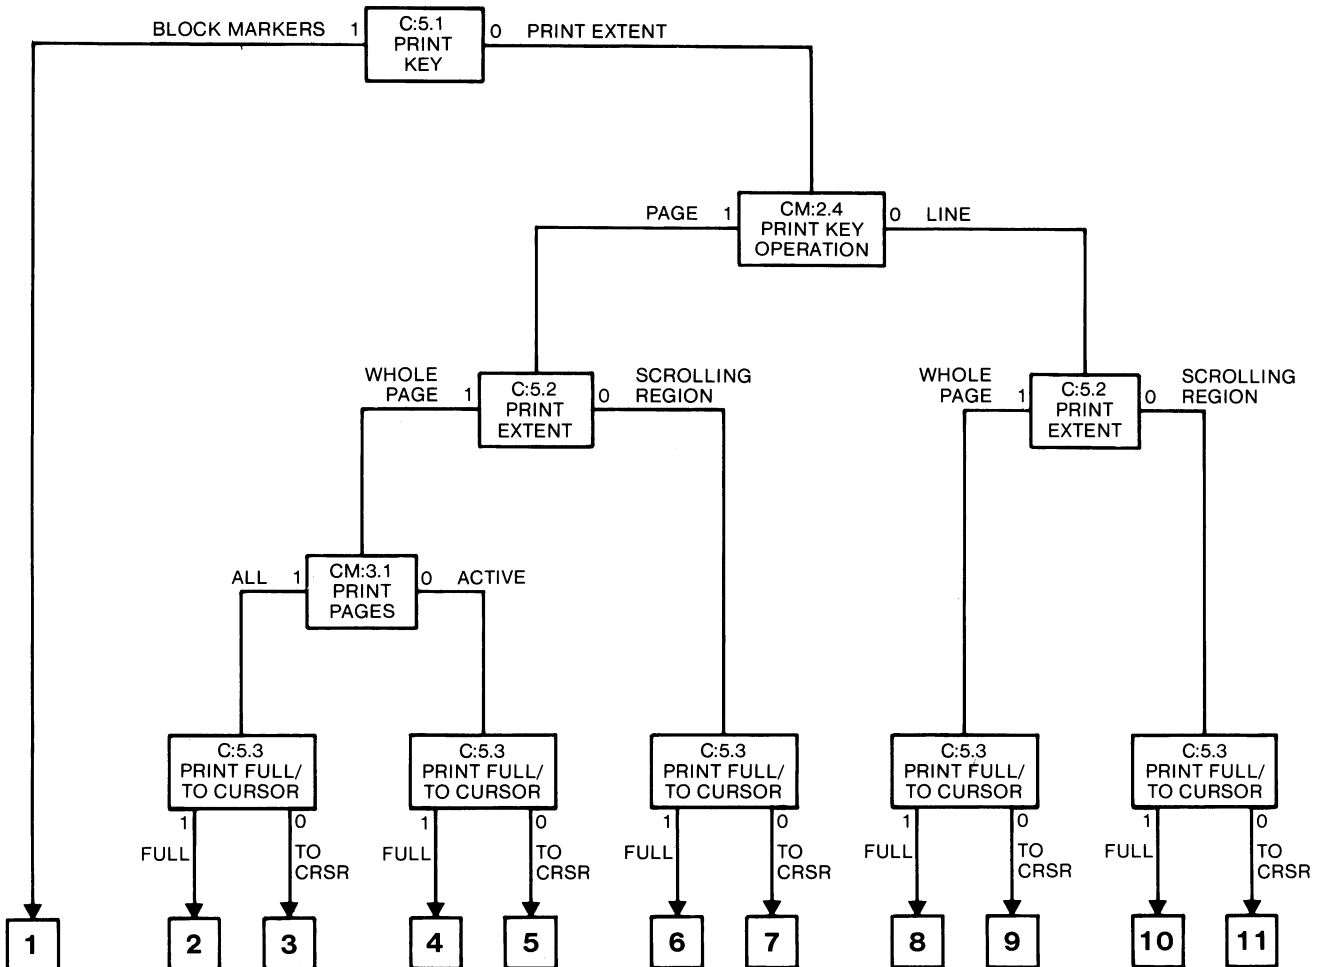 BLOCK MARKERS 1
C:5.1
PRINT
KEY
0 PRINT EXTENT
PAGE 1
CM:2.4
PRINT KEY
OPERATION
0 LINE
WHOLE
PAGE 1
C:5.2
PRINT
EXTENT
0 SCROLLING
REGION
WHOLE
PAGE 1
C:5.2
PRINT
EXTENT
0 SCROLLING
REGION
ALL 1
CM:3.1
PRINT
PAGES
0 ACTIVE
C:5.3
PRINT FULL/
TO CURSOR
C:5.3
PRINT FULL/
TO CURSOR
C:5.3
PRINT FULL/
TO CURSOR
C:5.3
PRINT FULL/
TO CURSOR
C:5.3
PRINT FULL/
TO CURSOR
1 0
FULL TO
CRSR
1 0
FULL TO
CRSR
1 0
FULL TO
CRSR
1 0
FULL TO
CRSR
1 0
FULL TO
CRSR
1 2 3 4 5 6 7 8 9 10 11